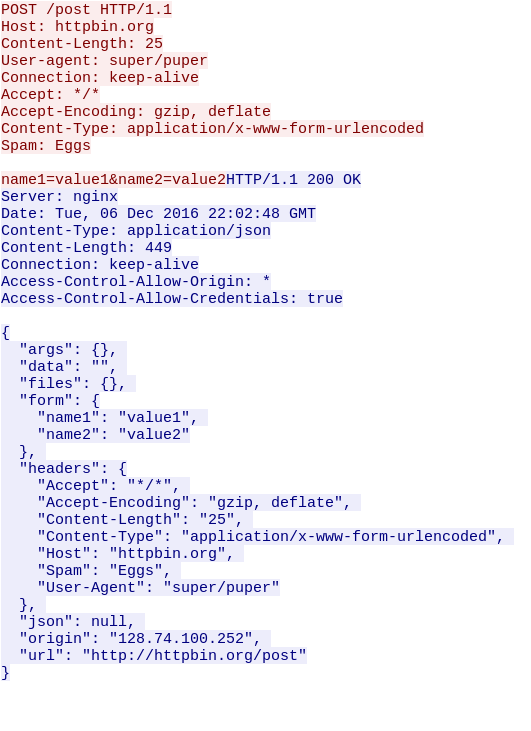 POST /post HTTP/1.1
Host: httpbin.org
Content-Length: 25
User-agent: super/puper
Connection: keep-alive
Accept: */*
Accept-Encoding: gzip, deflate
Content-Type: application/x-www-form-urlencoded
Spam: Eggs

name1=value1&name2=value2HTTP/1.1 200 OK
Server: nginx
Date: Tue, 06 Dec 2016 22:02:48 GMT
Content-Type: application/json
Content-Length: 449
Connection: keep-alive
Access-Control-Allow-Origin: *
Access-Control-Allow-Credentials: true

{
  "args": {}, 
  "data": "", 
  "files": {}, 
  "form": {
    "name1": "value1", 
    "name2": "value2"
  }, 
  "headers": {
    "Accept": "*/*", 
    "Accept-Encoding": "gzip, deflate", 
    "Content-Length": "25", 
    "Content-Type": "application/x-www-form-urlencoded", 
    "Host": "httpbin.org", 
    "Spam": "Eggs", 
    "User-Agent": "super/puper"
  }, 
  "json": null, 
  "origin": "128.74.100.252", 
  "url": "http://httpbin.org/post"
}